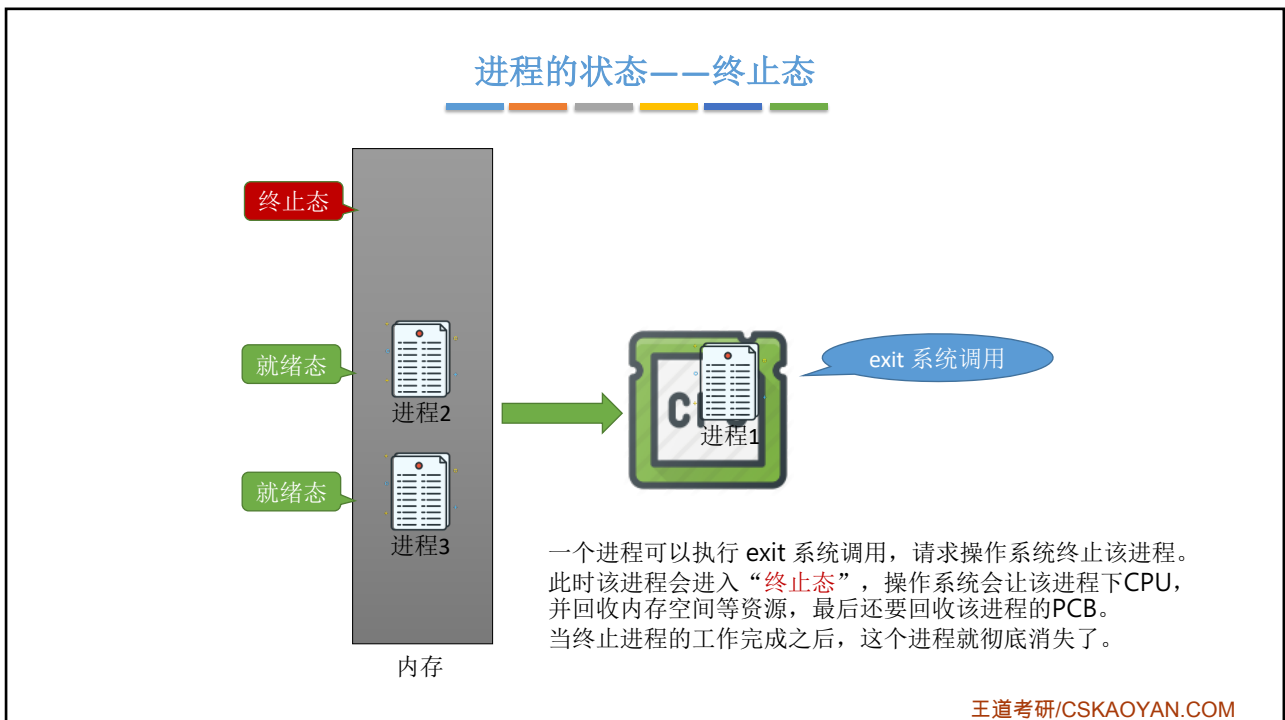 进程的状态——终止态
终止态
就绪态
进程2
就绪态
进程3
内存
进程1
exit 系统调用
一个进程可以执行 exit 系统调用，请求操作系统终止该进程。
此时该进程会进入“终止态”，操作系统会让该进程下CPU，
并回收内存空间等资源，最后还要回收该进程的PCB。
当终止进程的工作完成之后，这个进程就彻底消失了。
王道考研/CSKAOYAN.COM